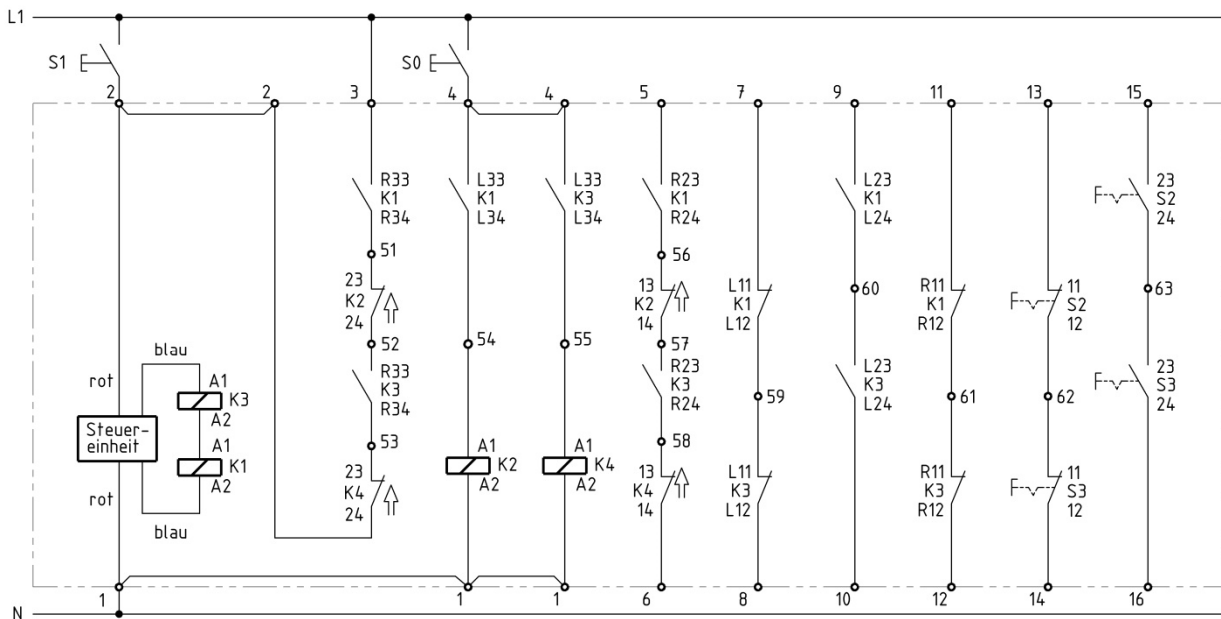 L1
S1
S0
2
2
3
4
4
5
7
9
11
13
15
R33
K1
R34
L33
K1
L34
L33
K3
L34
R23
K1
R24
L23
K1
L24
23
S2
24
51
56
23
K2
24
13
K2
14
L11
K1
L12
60
R11
K1
R12
11
S2
12
63
52
54
55
57
blau
rot
A1
K3
A2
R33
K3
R34
R23
K3
R24
L23
K3
L24
23
S3
24
59
61
62
Steuer-
einheit
A1
K1
A2
53
58
rot
blau
23
K4
24
A1
K2
A2
A1
K4
A2
13
K4
14
L11
K3
L12
R11
K3
R12
11
S3
12
1
1
1
6
8
10
12
14
16
N